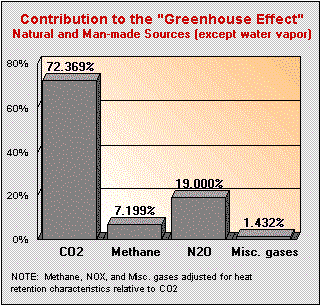 Contribution to the "Greenhouse Effect"
Natural and Man-made Sources (except water vapor)
80%
72.369%
60%
40%
19.000%
20%
7.199%
1.432%
0%
CO2 Methane N2O Misc. gases
NOTE: Methane, NOX, and Misc. gases adjusted for heat
retention characteristics relative to CO2